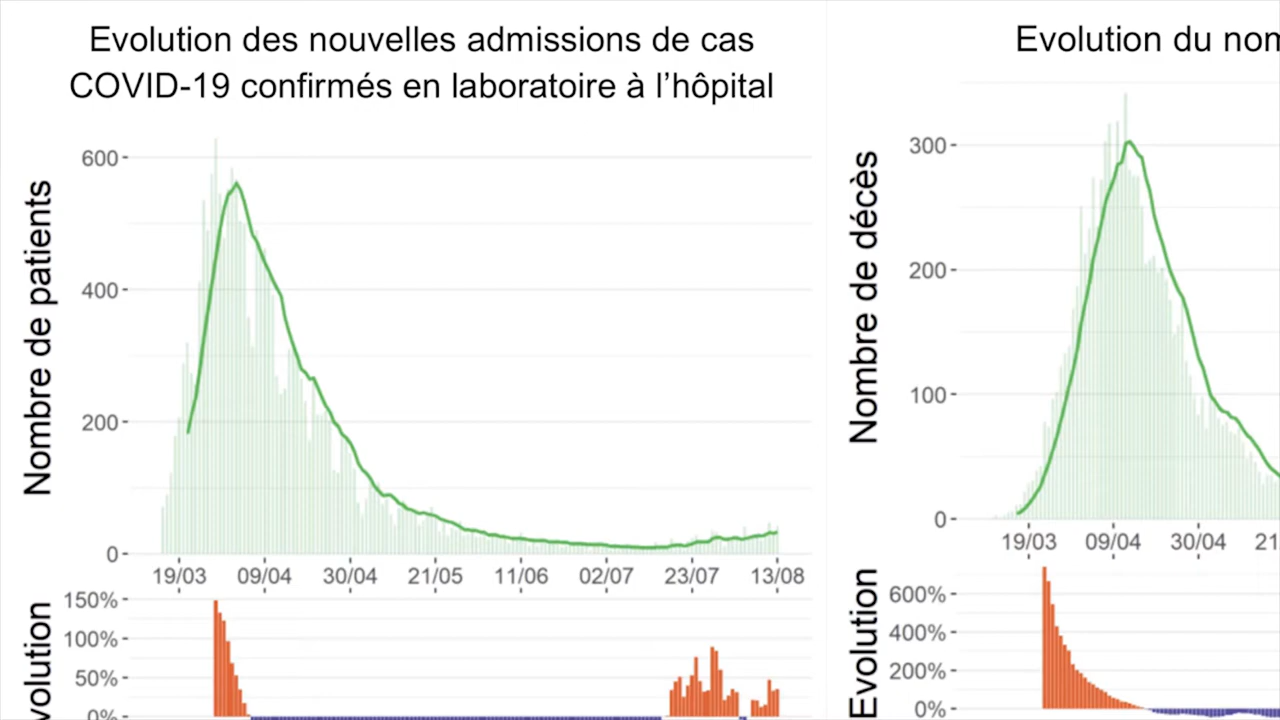 Evolution des nouvelles admissions de cas
COVID-19 confirmés en laboratoire à l'hôpital
Nombre de patients
600
400
200
0
19/03 09/04 30/04 21/05 11/06 02/07 23/07 13/08
volution
150%
100%
50%
0%
Evolution du nom
Nombre de décès
300
200
100
0
19/03 09/04 30/04 21
Evolution
600%
400%
200%
0%